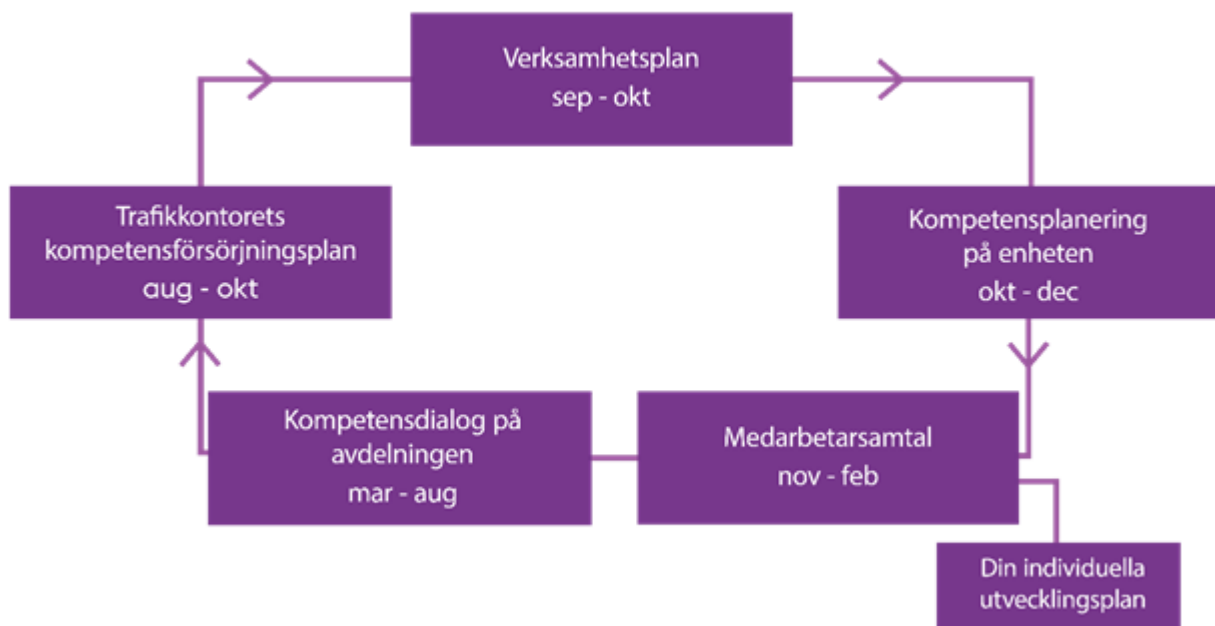 Verksamhetsplan
sep - okt
Trafikkontorets
kompetensförsörjningsplan
aug - okt
Kompetensplanering
på enheten
okt - dec
Kompetensdialog på
avdelningen
mar - aug
Medarbetarsamtal
nov - feb
Din individuella
utvecklingsplan